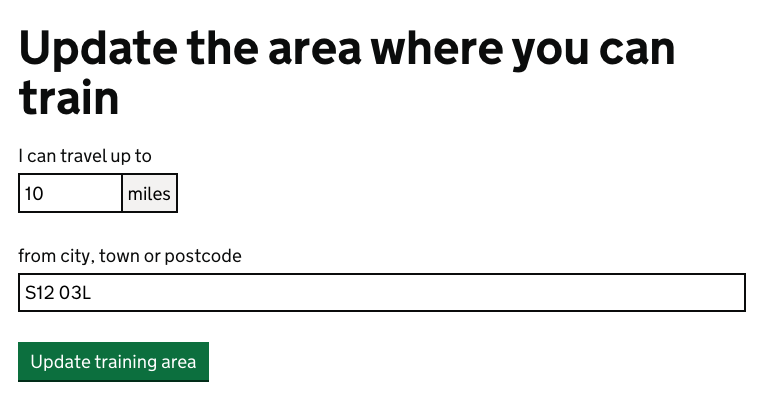 Update the area where you can
train
I can travel up to
10 miles
from city, town or postcode
S12 03L
Update training area